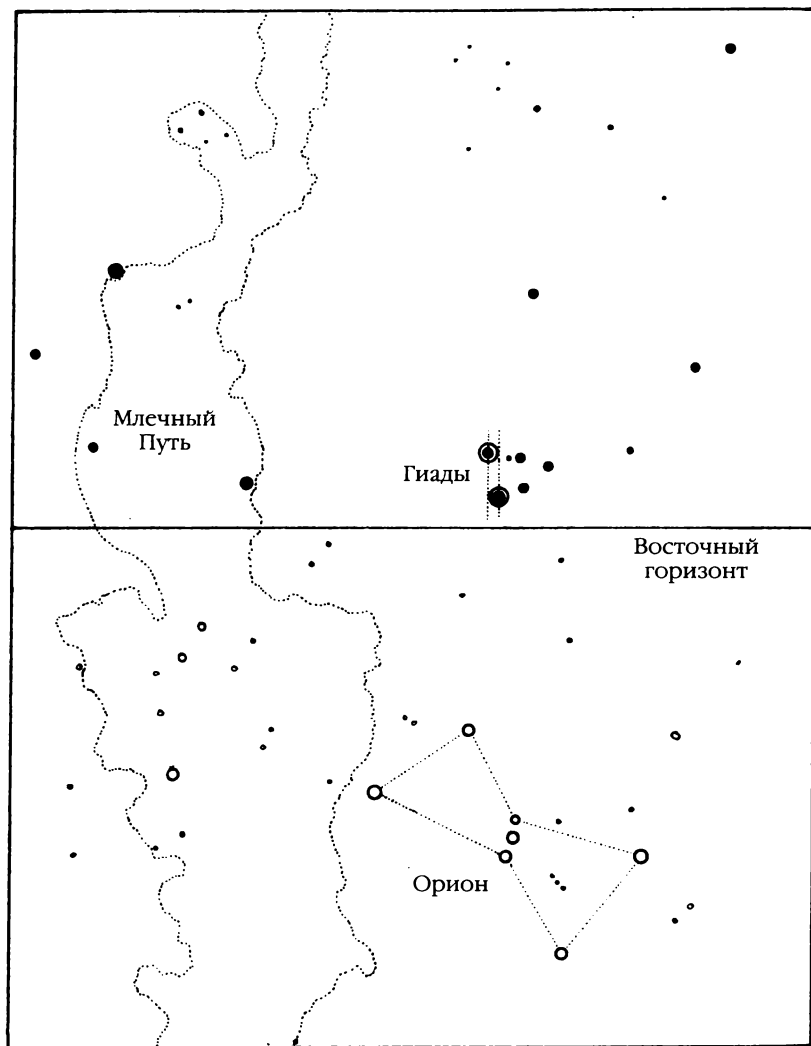 Млечный
Путь
Гиады
Восточный
горизонт
Орион